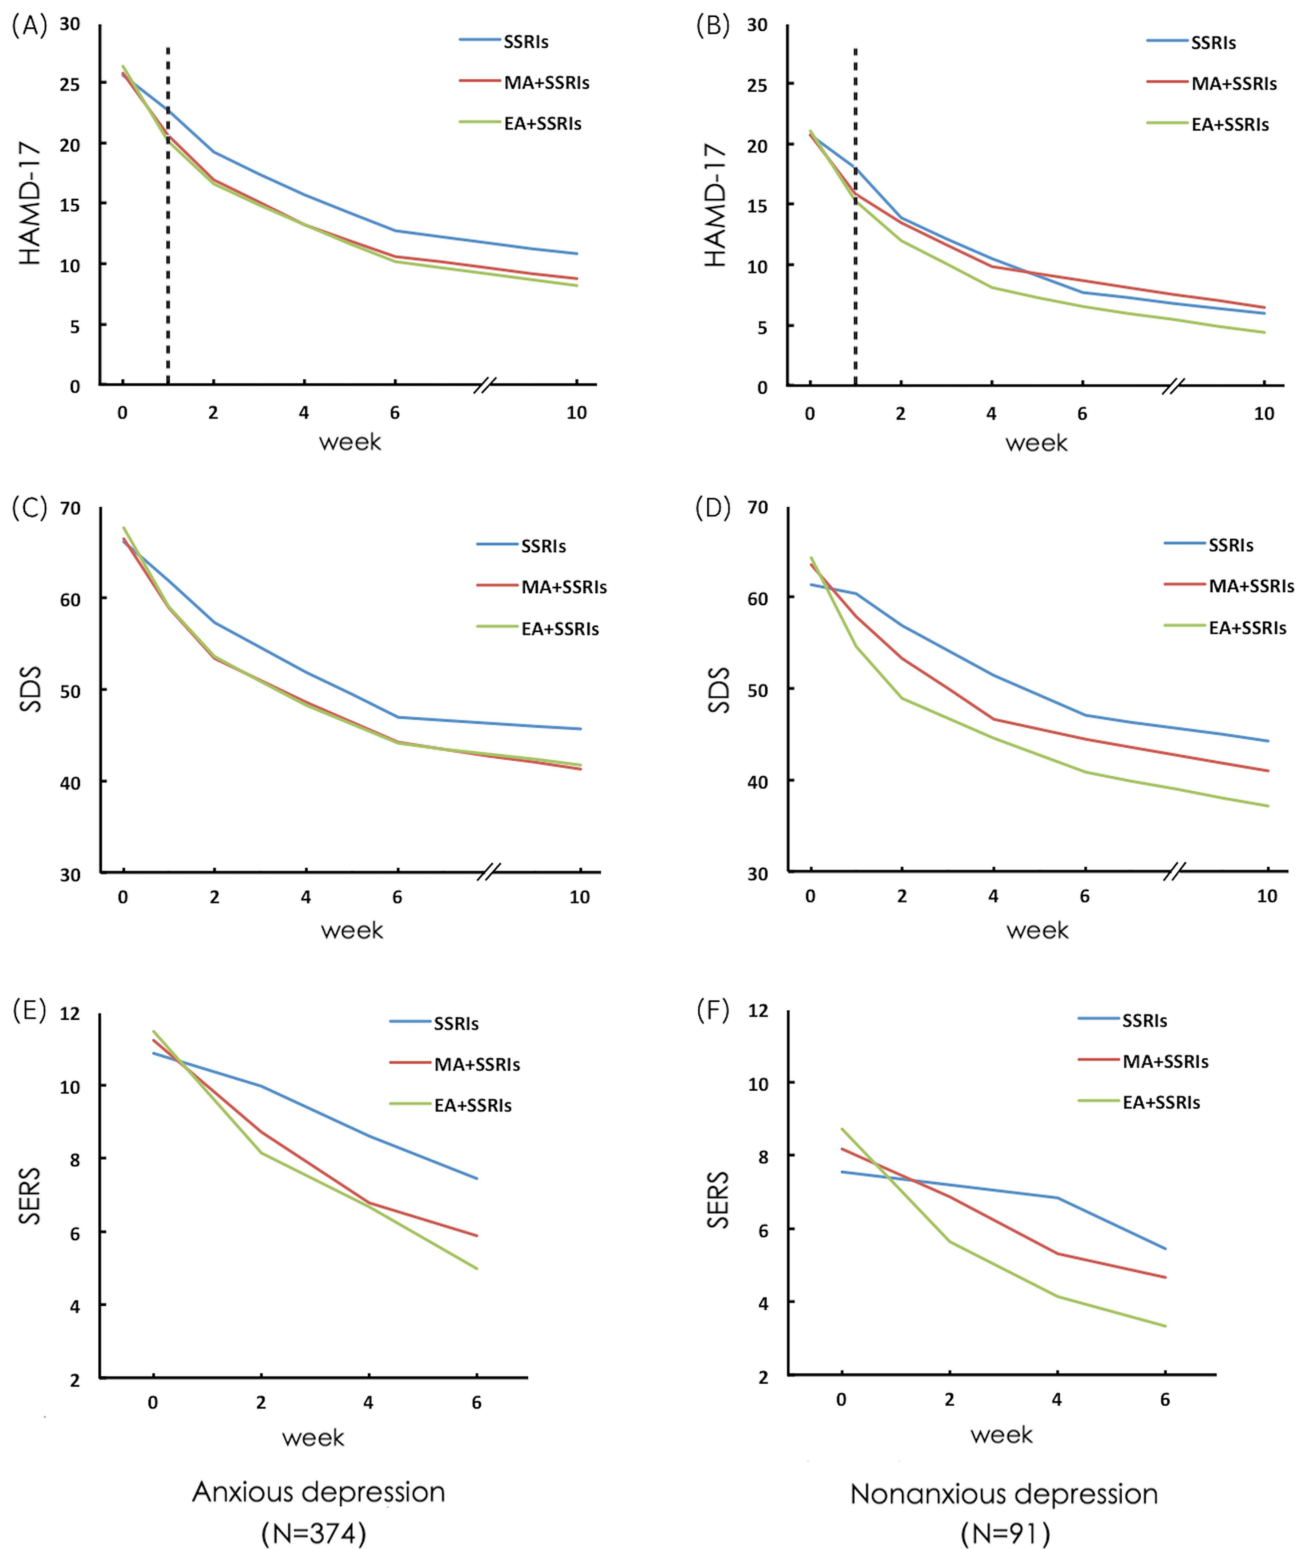 (A)
HAMD-17
30
25
20
15
10
5
0
SSRIs
MA+SSRIs
EA+SSRIs
0 2 4 6 10
week
(B)
HAMD-17
30
25
20
15
10
5
0
SSRIs
MA+SSRIs
EA+SSRIs
0 2 4 6 10
week
(C)
SDS
70
60
50
40
30
SSRIs
MA+SSRIs
EA+SSRIs
0 2 4 6 10
week
(D)
SDS
70
60
50
40
30
SSRIs
MA+SSRIs
EA+SSRIs
0 2 4 6 10
week
(E)
SERS
12
10
8
6
4
2
SSRIs
MA+SSRIs
EA+SSRIs
0 2 4 6
week
(F)
SERS
12
10
8
6
4
2
SSRIs
MA+SSRIs
EA+SSRIs
0 2 4 6
week
Anxious depression
(N=374)
Nonanxious depression
(N=91)